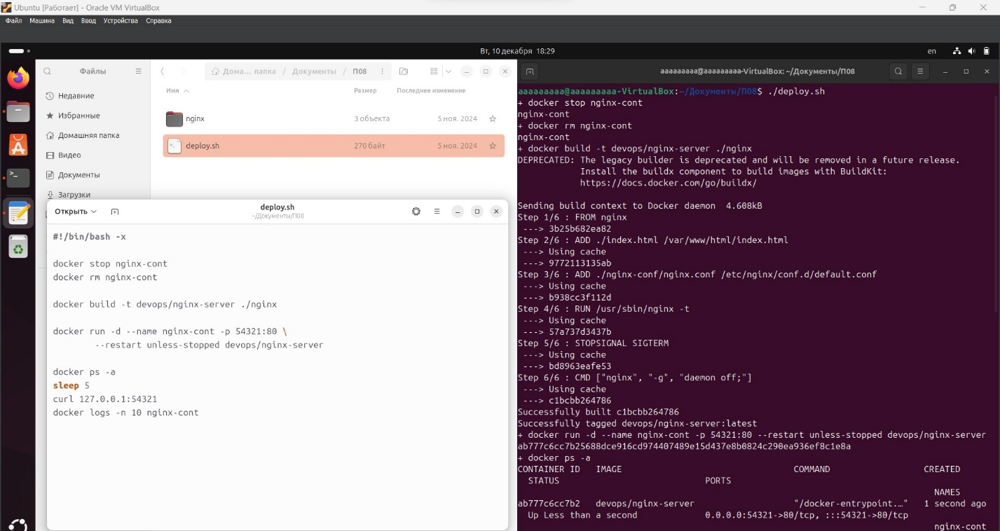 Ubuntu [Работает] - Oracle VM VirtualBox
Файл Машина Вид Ввод Устройства Справка
Вт, 10 декабря 18:29
en
Файлы
Недавние
Избранные
Домашняя папка
Видео
Документы
Загрузки
Дома… папка / Документы / П08
Имя Размер Последнее изменение
nginx 3 объекта 5 ноя. 2024
deploy.sh 270 байт 5 ноя. 2024
Открыть
deploy.sh
~/Документы/П08
#!/bin/bash -x
docker stop nginx-cont
docker rm nginx-cont
docker build -t devops/nginx-server ./nginx
docker run -d --name nginx-cont -p 54321:80 \
--restart unless-stopped devops/nginx-server
docker ps -a
sleep 5
curl 127.0.0.1:54321
docker logs -n 10 nginx-cont
aaaaaaaaa@aaaaaaaaa-VirtualBox: ~/Документы/П08
aaaaaaaaa@aaaaaaaaa-VirtualBox:~/Документы/П08$ ./deploy.sh
+ docker stop nginx-cont
nginx-cont
+ docker rm nginx-cont
nginx-cont
+ docker build -t devops/nginx-server ./nginx
DEPRECATED: The legacy builder is deprecated and will be removed in a future release.
Install the buildx component to build images with BuildKit:
https://docs.docker.com/go/buildx/
Sending build context to Docker daemon 4.608kB
Step 1/6 : FROM nginx
---> 3b25b682ea82
Step 2/6 : ADD ./index.html /var/www/html/index.html
---> Using cache
---> 9772113135ab
Step 3/6 : ADD ./nginx-conf/nginx.conf /etc/nginx/conf.d/default.conf
---> Using cache
---> b938cc3f112d
Step 4/6 : RUN /usr/sbin/nginx -t
---> Using cache
---> 57a737d3437b
Step 5/6 : STOPSIGNAL SIGTERM
---> Using cache
---> bd8963eafe53
Step 6/6 : CMD ["nginx", "-g", "daemon off;"]
---> Using cache
---> c1bcbb264786
Successfully built c1bcbb264786
Successfully tagged devops/nginx-server:latest
+ docker run -d --name nginx-cont -p 54321:80 --restart unless-stopped devops/nginx-server
ab777c6cc7b25688dce916cd974407489e15d437e8b0824c290ea936ef8c1e8a
+ docker ps -a
CONTAINER ID IMAGE COMMAND CREATED
STATUS PORTS
NAMES
ab777c6cc7b2 devops/nginx-server "/docker-entrypoint.…" 1 second ago
Up Less than a second 0.0.0.0:54321->80/tcp, :::54321->80/tcp
nginx-cont